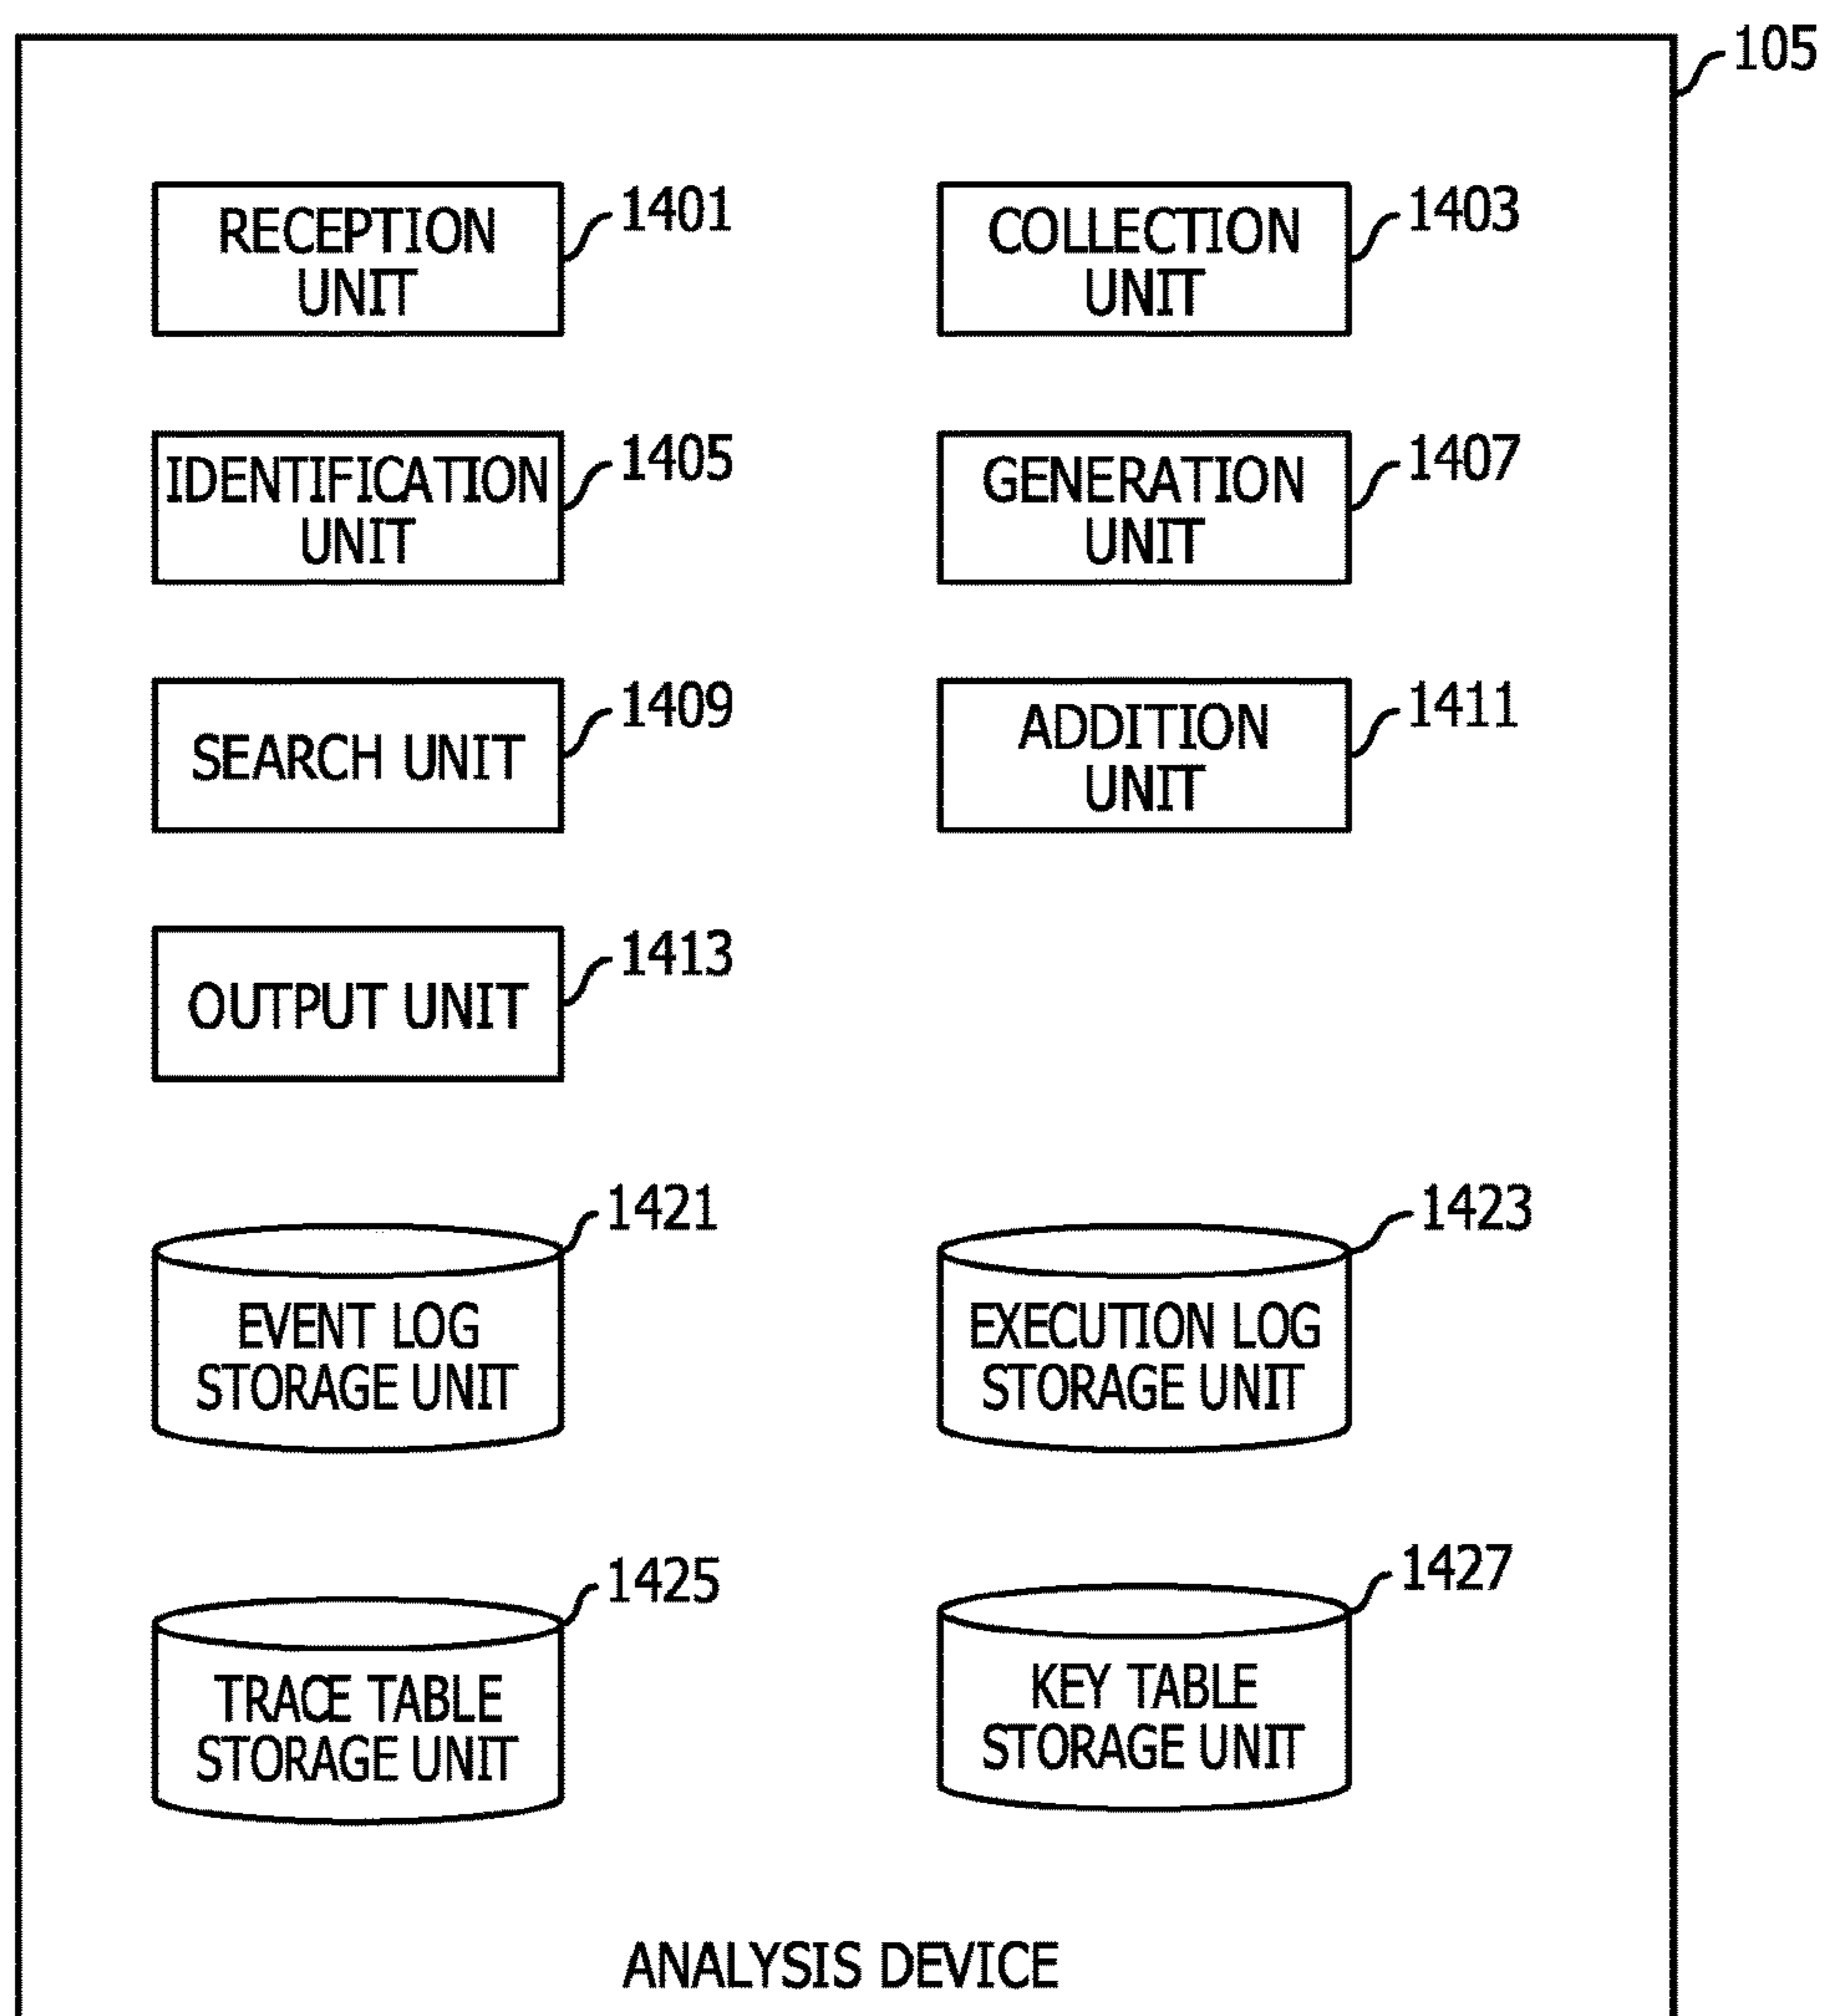 105
RECEPTION
UNIT
1401
COLLECTION
UNIT
1403
IDENTIFICATION
UNIT
1405
GENERATION
UNIT
1407
SEARCH UNIT
1409
ADDITION
UNIT
1411
OUTPUT UNIT
1413
EVENT LOG
STORAGE UNIT
1421
EXECUTION LOG
STORAGE UNIT
1423
TRACE TABLE
STORAGE UNIT
1425
KEY TABLE
STORAGE UNIT
1427
ANALYSIS DEVICE